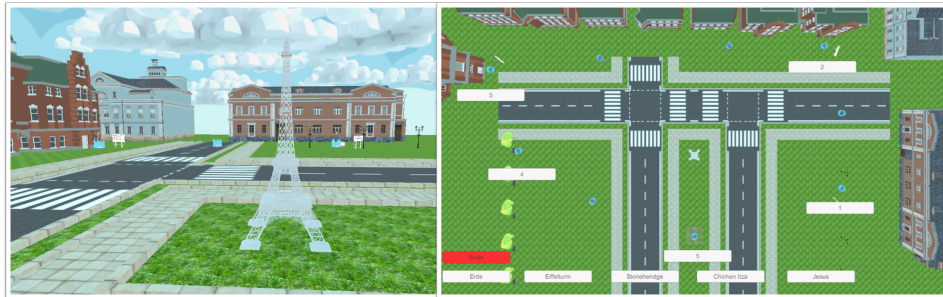 2
3
4
1
5
Erde
Eiffelturm
Stonehendge
Chichen Itza
Jesus